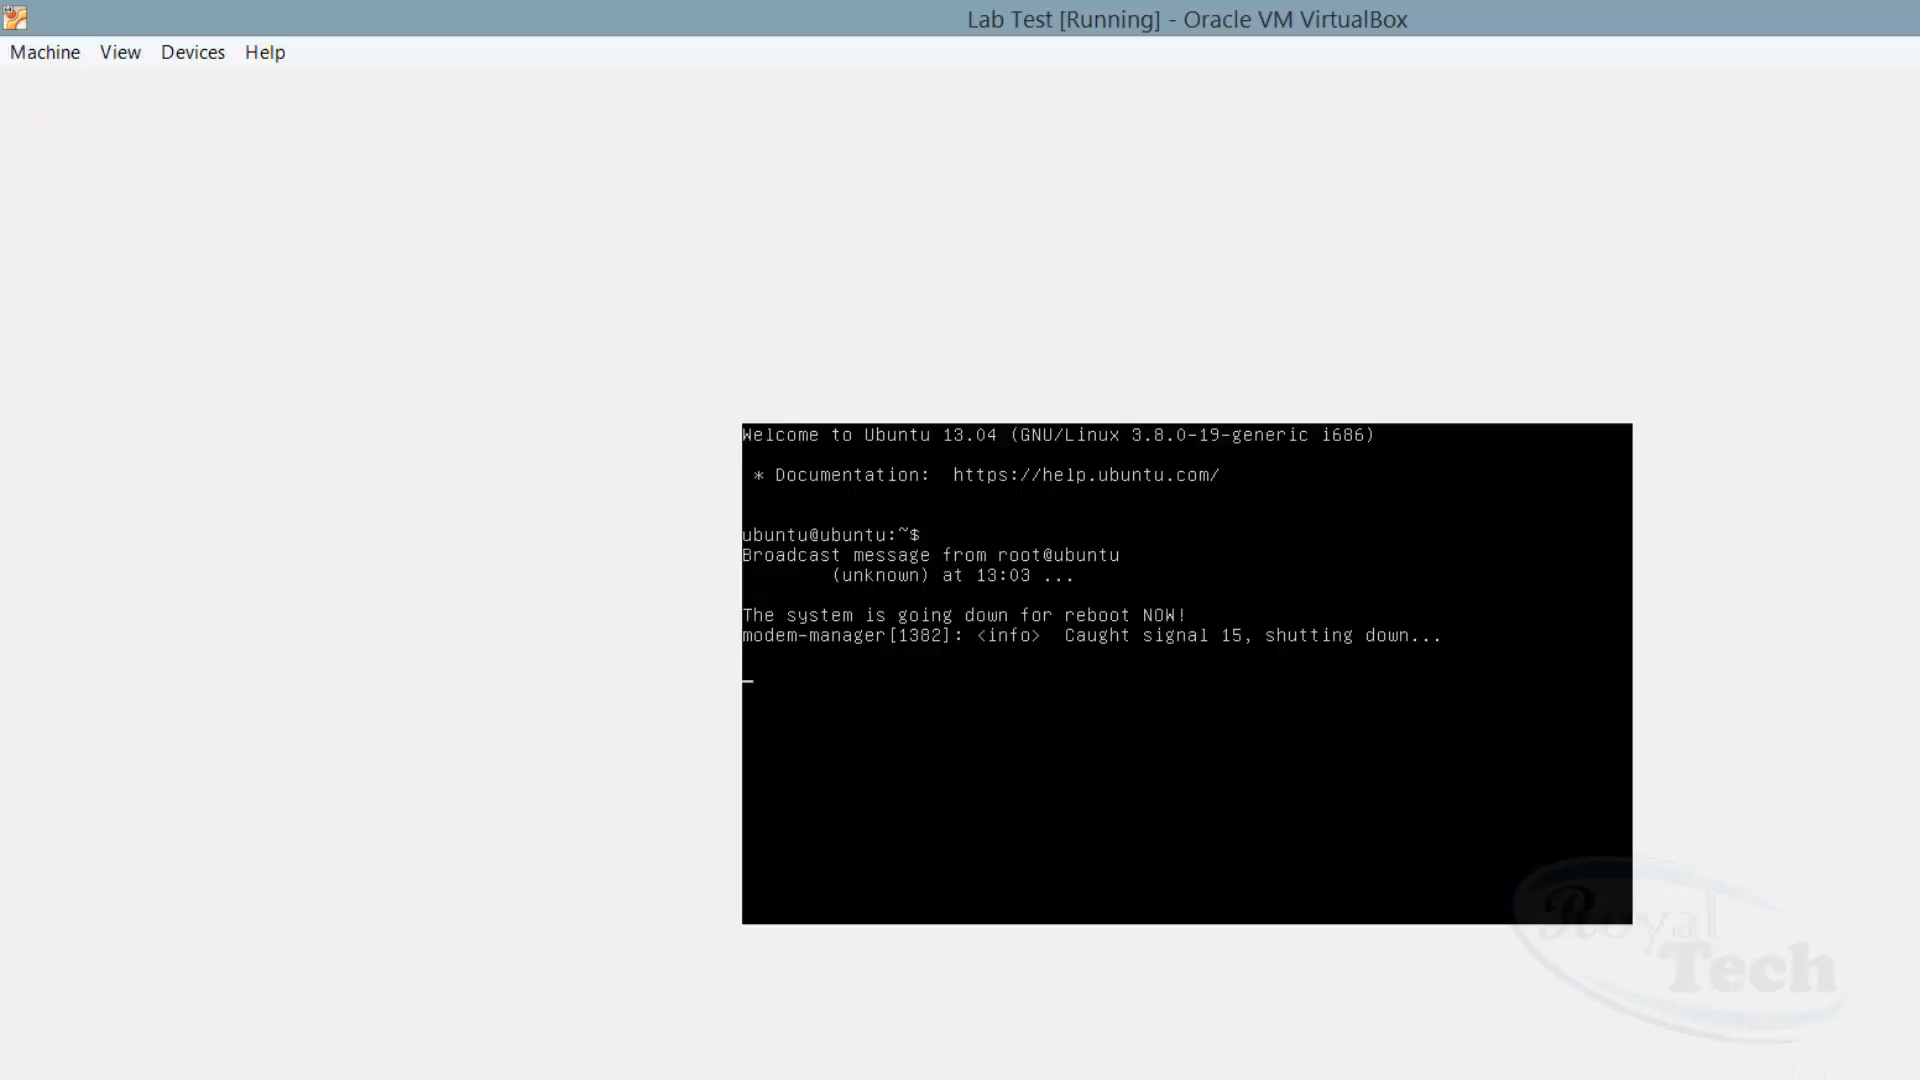 Lab Test [Running] - Oracle VM VirtualBox
Machine View Devices Help
Welcome to Ubuntu 13.04 (GNU/Linux 3.8.0-19-generic i686)
* Documentation: https://help.ubuntu.com/
ubuntu@ubuntu:~$
Broadcast message from root@ubuntu
(unknown) at 13:03 ...
The system is going down for reboot NOW!
modem-manager[1382]: <info> Caught signal 15, shutting down...
Royal
Tech